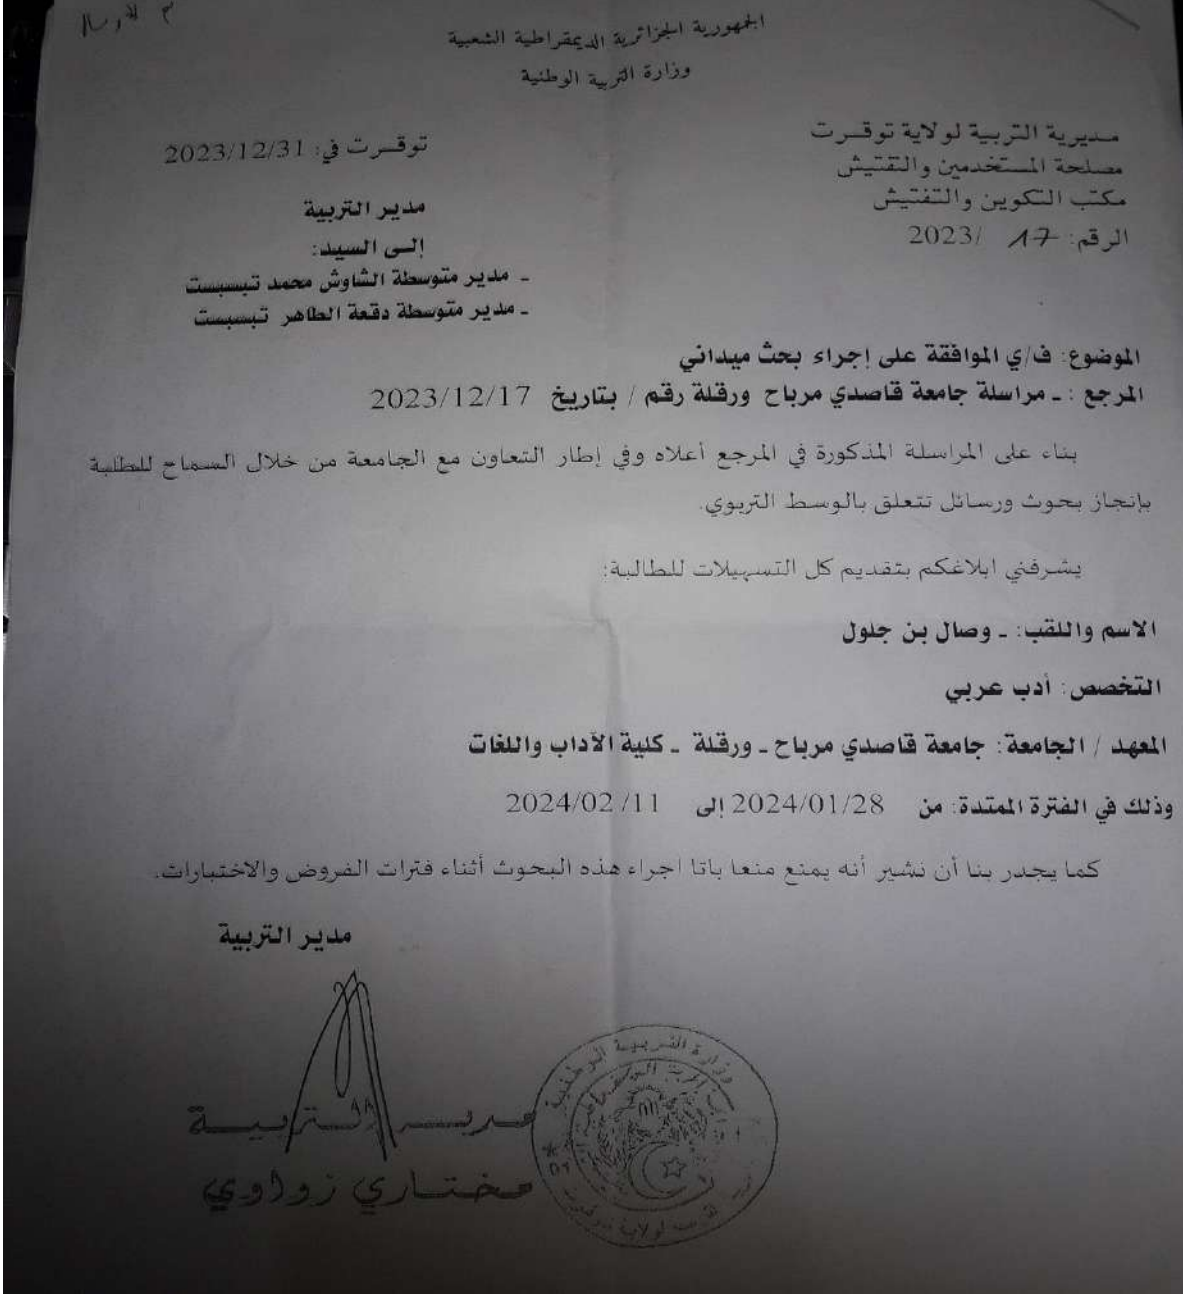 الجمهورية الجزائرية الديمقراطية الشعبية
وزارة التربية الوطنية
مديرية التربية لولاية توقرت
مصلحة المستخدمين والتفتيش
مكتب التكوين والتفتيش
الرقم: 17 /2023
توقرت في: 2023/12/31
مدير التربية
إلى السيد:
ـ مدير متوسطة الشاوش محمد تبسبست
ـ مدير متوسطة دقعة الطاهر تبسبست
الموضوع: ف/ي الموافقة على إجراء بحث ميداني
المرجع : ـ مراسلة جامعة قاصدي مرباح ورقلة رقم / بتاريخ 2023/12/17
بناء على المراسلة المذكورة في المرجع أعلاه وفي إطار التعاون مع الجامعة من خلال السماح للطلبة
بإنجاز بحوث ورسائل تتعلق بالوسط التربوي.
يشرفني ابلاغكم بتقديم كل التسهيلات للطالبة:
الاسم واللقب: ـ وصال بن جلول
التخصص: أدب عربي
المعهد / الجامعة: جامعة قاصدي مرباح ـ ورقلة ـ كلية الآداب واللغات
وذلك في الفترة الممتدة: من 2024/01/28 إلى 2024/02/11
كما يجدر بنا أن نشير أنه يمنع منعا باتا اجراء هذه البحوث أثناء فترات الفروض والاختبارات.
مدير التربية
مدير التربية
مختاري زواوي
وزارة التربية الوطنية